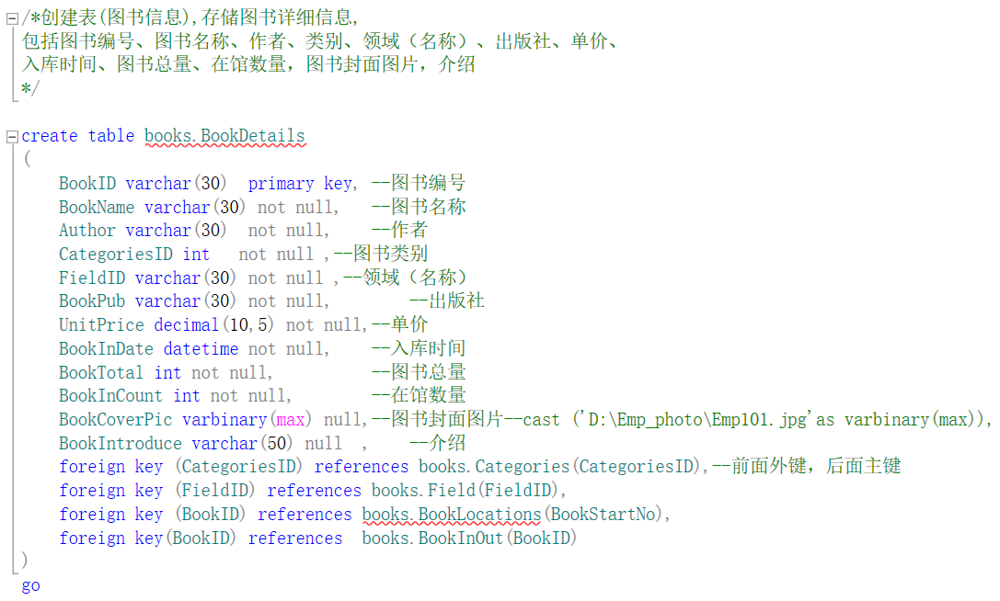 /*创建表(图书信息),存储图书详细信息,
包括图书编号、图书名称、作者、类别、领域（名称）、出版社、单价、
入库时间、图书总量、在馆数量，图书封面图片，介绍
*/
create table books.BookDetails
(
BookID varchar(30)  primary key, --图书编号
BookName varchar(30) not null,   --图书名称
Author varchar(30)  not null,    --作者
CategoriesID int   not null ,--图书类别
FieldID varchar(30) not null ,--领域（名称）
BookPub varchar(30) not null,        --出版社
UnitPrice decimal(10,5) not null,--单价
BookInDate datetime not null,    --入库时间
BookTotal int not null,          --图书总量
BookInCount int not null,        --在馆数量
BookCoverPic varbinary(max) null,--图书封面图片--cast ('D:\Emp_photo\Emp101.jpg'as varbinary(max)),
BookIntroduce varchar(50) null  ,    --介绍
foreign key (CategoriesID) references books.Categories(CategoriesID),--前面外键，后面主键
foreign key (FieldID) references books.Field(FieldID),
foreign key (BookID) references books.BookLocations(BookStartNo),
foreign key(BookID) references  books.BookInOut(BookID)
)
go